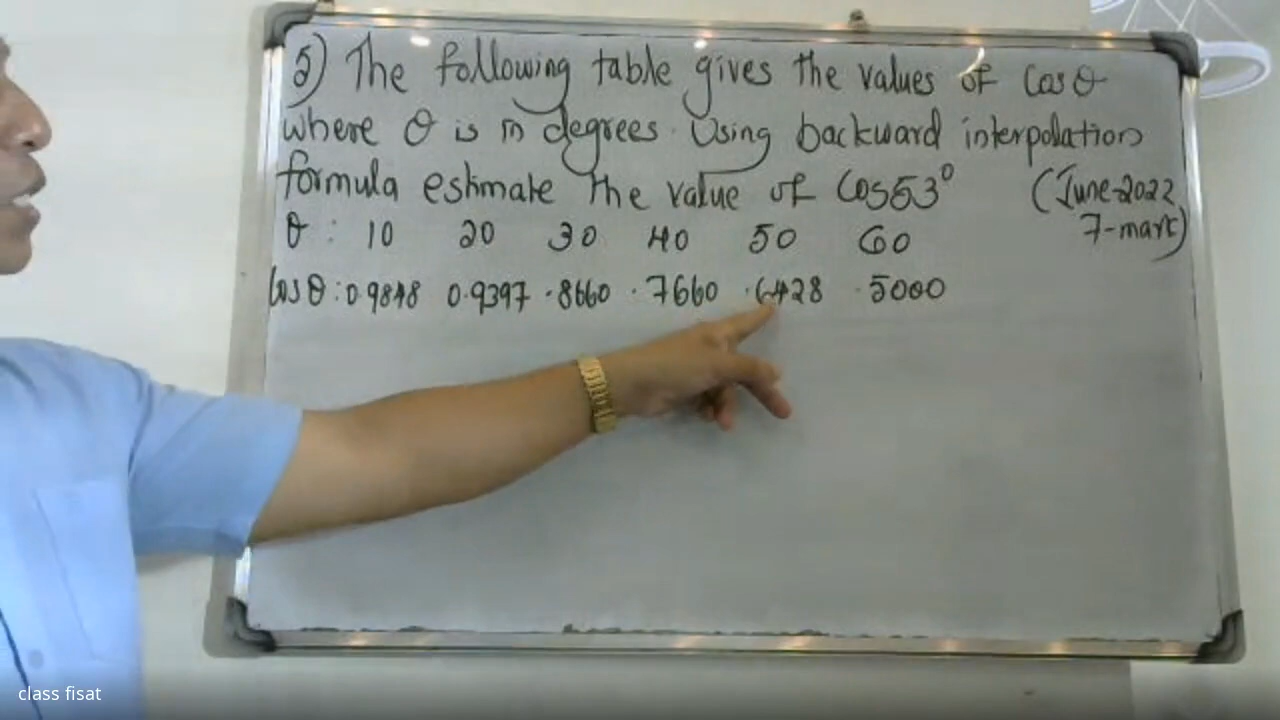 5) The following table gives the values of Cos θ
where θ is in degrees. Using backward interpolation
formula estimate the value of Cos53° (June-2022,
7-mark)
θ : 10 20 30 40 50 60
Cos θ : 0.9848 0.9397 .8660 .7660 .6428 .5000
class fisat